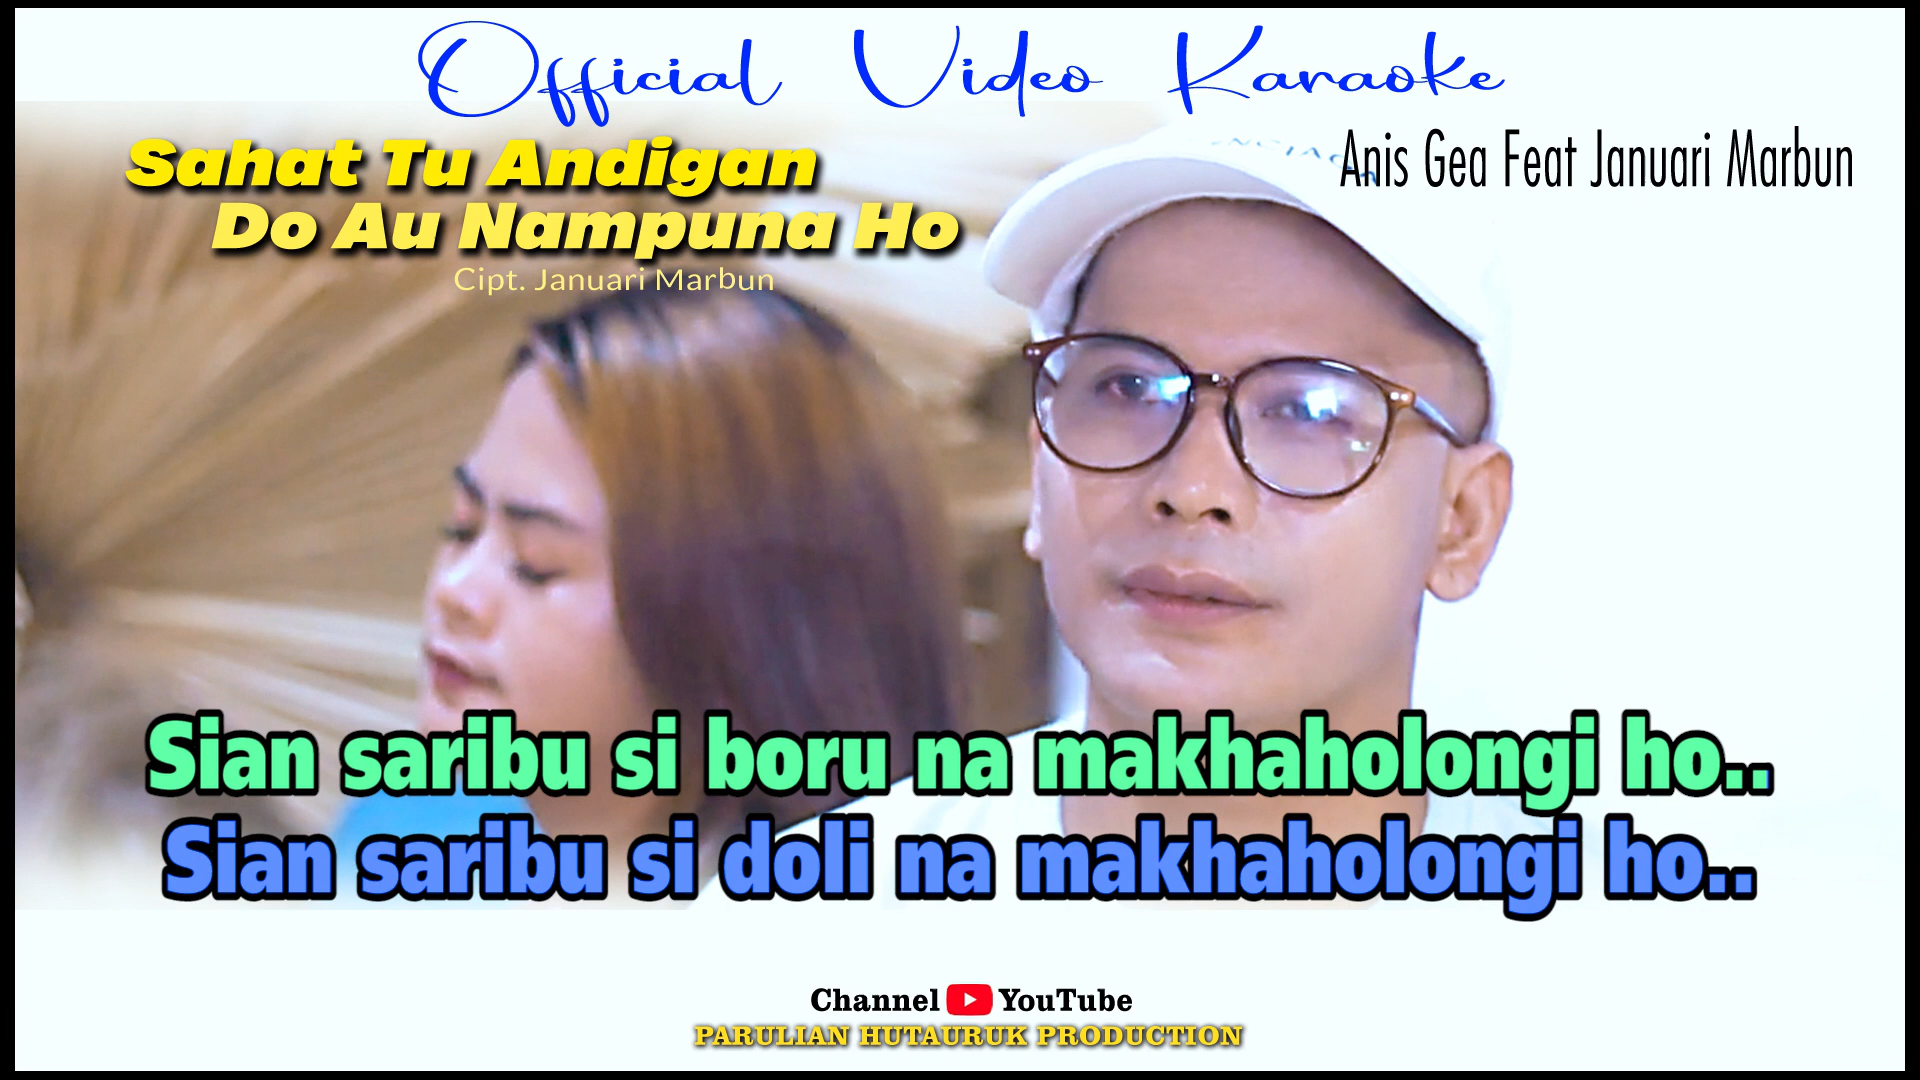 Official Video Karaoke
Anis Gea Feat Januari Marbun
Sahat Tu Andigan
Do Au Nampuna Ho
Cipt. Januari Marbun
Sian saribu si boru na makhaholongi ho..
Sian saribu si doli na makhaholongi ho..
Channel YouTube
PARULIAN HUTAURUK PRODUCTION